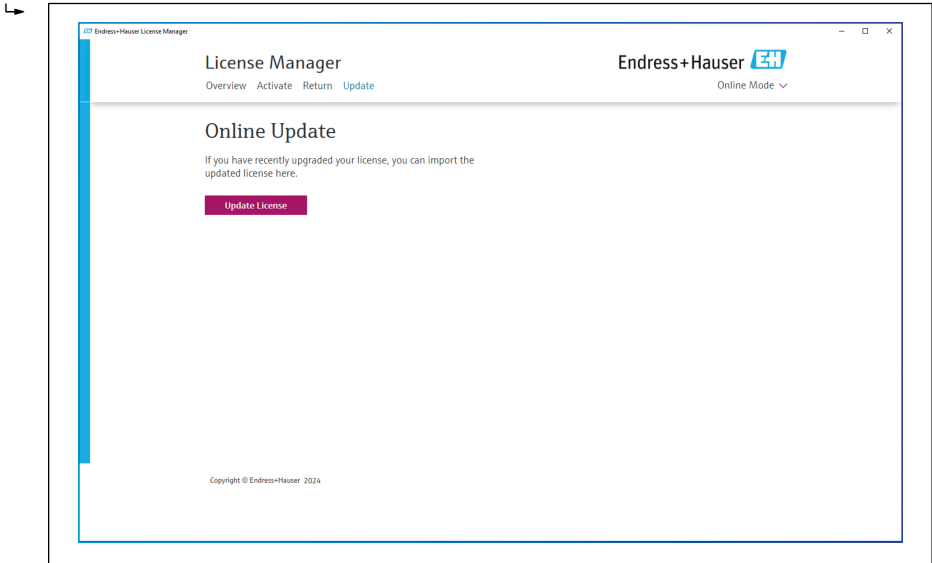 Endress+Hauser License Manager
License Manager
Endress+Hauser EH
Overview Activate Return Update
Online Mode
Online Update
If you have recently upgraded your license, you can import the
updated license here.
Update License
Copyright © Endress+Hauser 2024